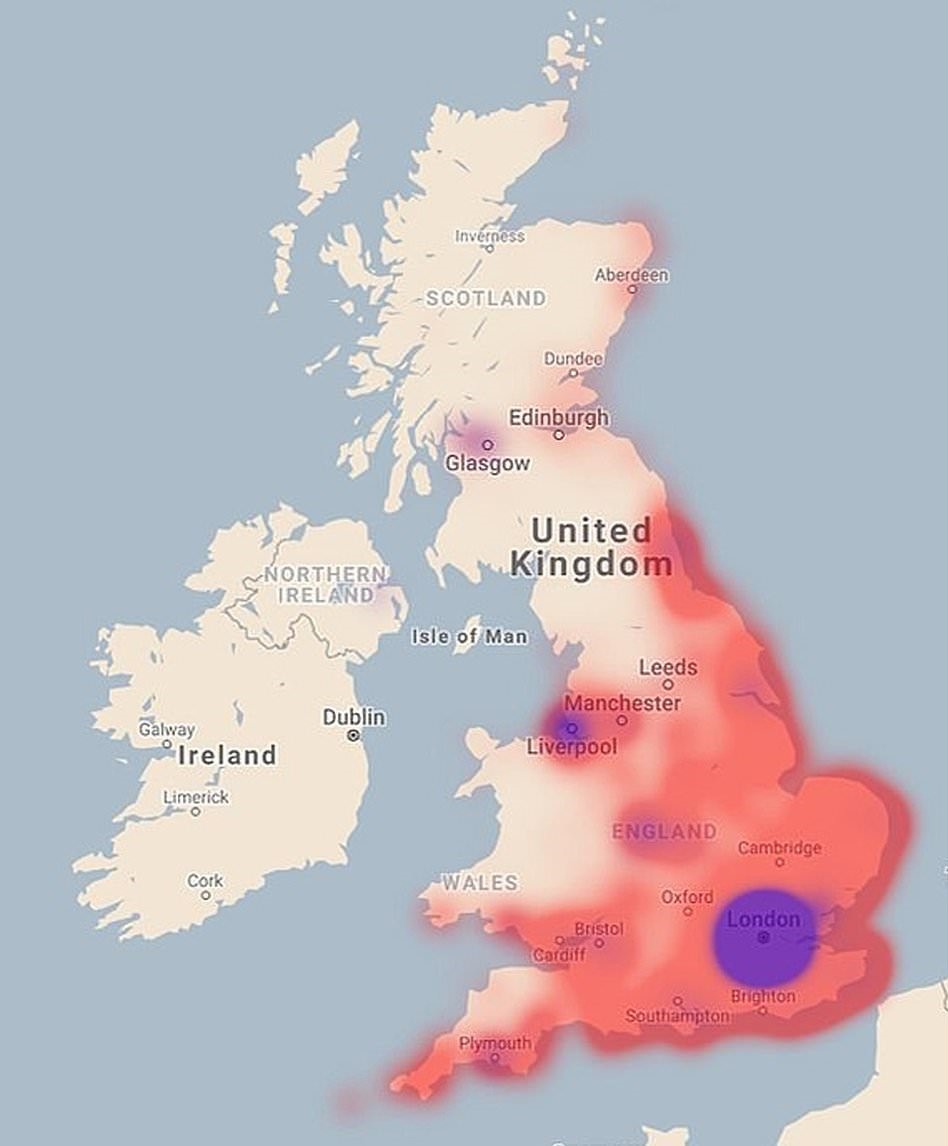 Inverness
Aberdeen
SCOTLAND
Dundee
Edinburgh
Glasgow
United
Kingdom
NORTHERN
IRELAND
Isle of Man
Leeds
Manchester
Liverpool
Dublin
Galway
Ireland
Limerick
ENGLAND
Cambridge
Cork
WALES
Oxford
London
Bristol
Cardiff
Brighton
Southampton
Plymouth